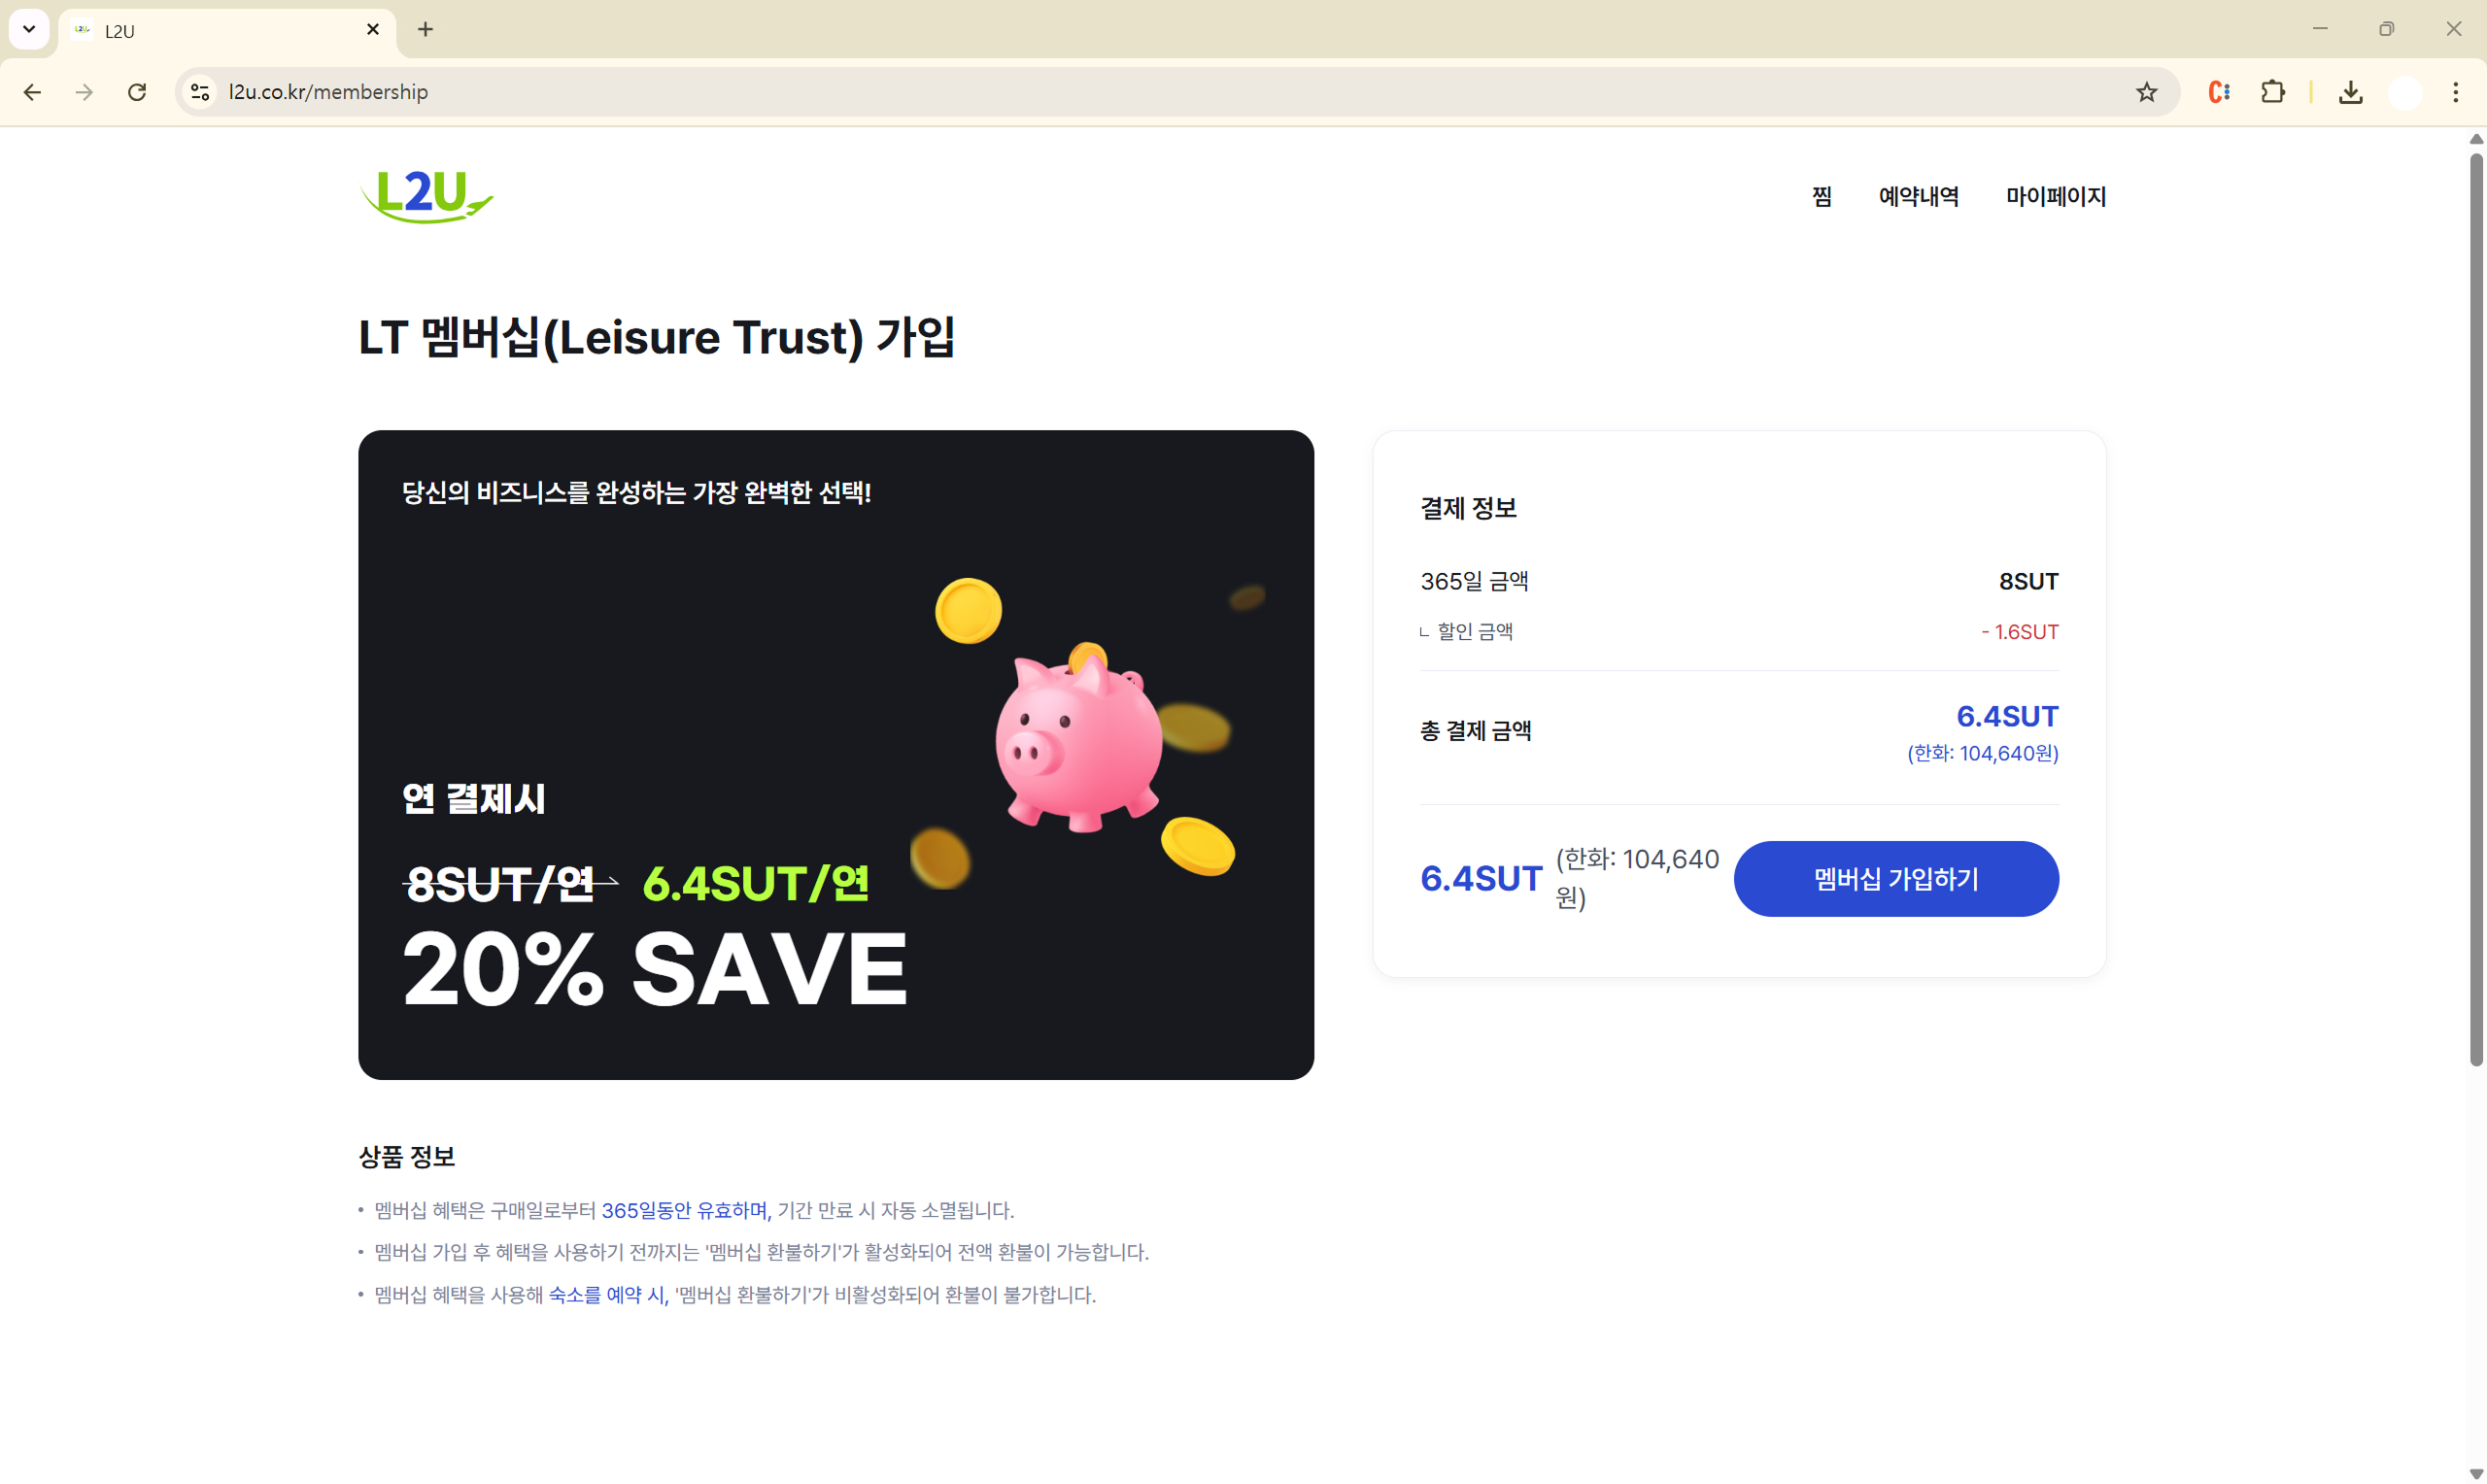 L2U
l2u.co.kr/membership
L2U
찜
예약내역
마이페이지
LT 멤버십(Leisure Trust) 가입
당신의 비즈니스를 완성하는 가장 완벽한 선택!
연 결제시
8SUT/연 6.4SUT/연
20% SAVE
결제 정보
365일 금액 8SUT
ㄴ 할인 금액 - 1.6SUT
총 결제 금액 6.4SUT
(한화: 104,640원)
6.4SUT (한화: 104,640
원)
멤버십 가입하기
상품 정보
• 멤버십 혜택은 구매일로부터 365일동안 유효하며, 기간 만료 시 자동 소멸됩니다.
• 멤버십 가입 후 혜택을 사용하기 전까지는 '멤버십 환불하기'가 활성화되어 전액 환불이 가능합니다.
• 멤버십 혜택을 사용해 숙소를 예약 시, '멤버십 환불하기'가 비활성화되어 환불이 불가합니다.